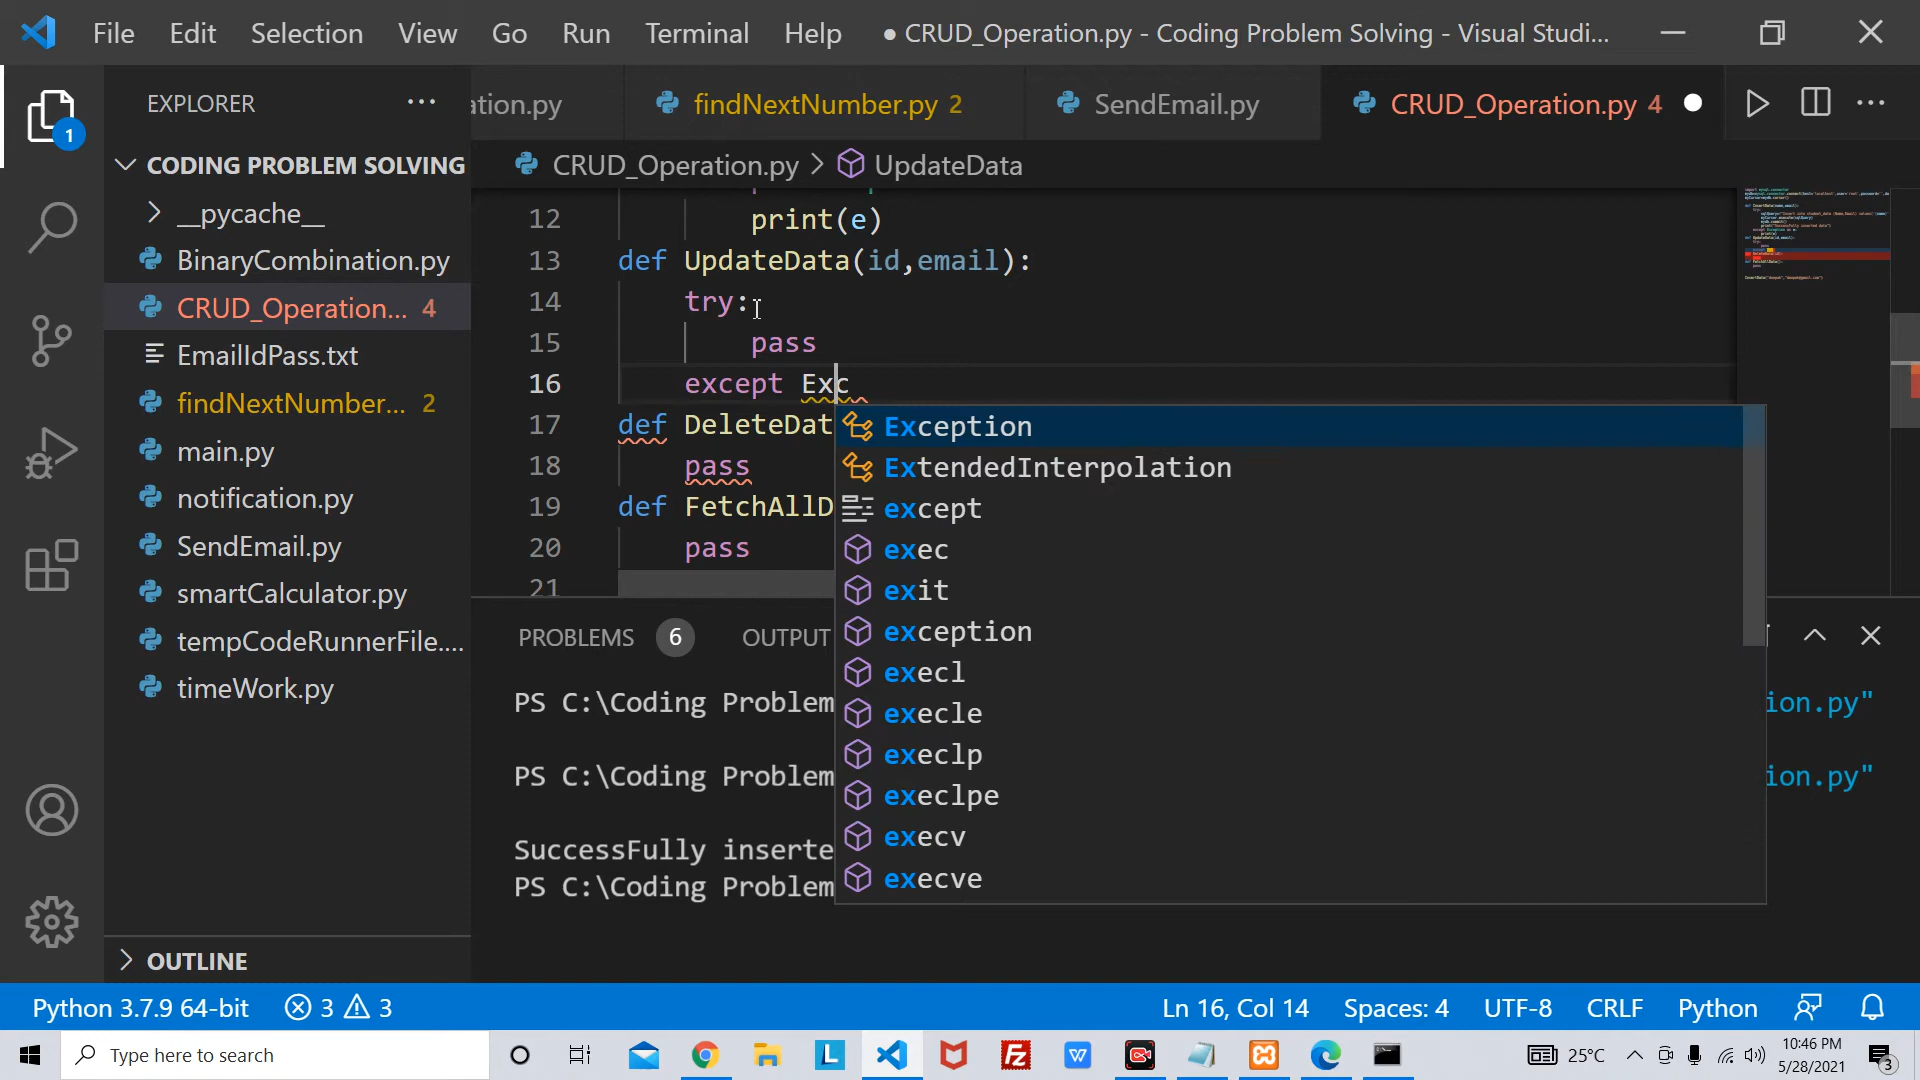 File Edit Selection View Go Run Terminal Help ● CRUD_Operation.py - Coding Problem Solving - Visual Studi...
EXPLORER ...
ation.py findNextNumber.py 2 SendEmail.py CRUD_Operation.py 4
CODING PROBLEM SOLVING
CRUD_Operation.py > UpdateData
__pycache__
BinaryCombination.py
CRUD_Operation... 4
EmailIdPass.txt
findNextNumber... 2
main.py
notification.py
SendEmail.py
smartCalculator.py
tempCodeRunnerFile....
timeWork.py
OUTLINE
1
12 print(e)
13 def UpdateData(id,email):
14 try:
15 pass
16 except Exc
17 def DeleteDat
18 pass
19 def FetchAllD
20 pass
21
Exception
ExtendedInterpolation
except
exec
exit
exception
execl
execle
execlp
execlpe
execv
execve
PROBLEMS 6 OUTPUT
PS C:\Coding Problem ion.py"
PS C:\Coding Problem ion.py"
SuccessFully inserte
PS C:\Coding Problem
Python 3.7.9 64-bit 3 3 Ln 16, Col 14 Spaces: 4 UTF-8 CRLF Python
Type here to search 25°C 10:46 PM
5/28/2021 3